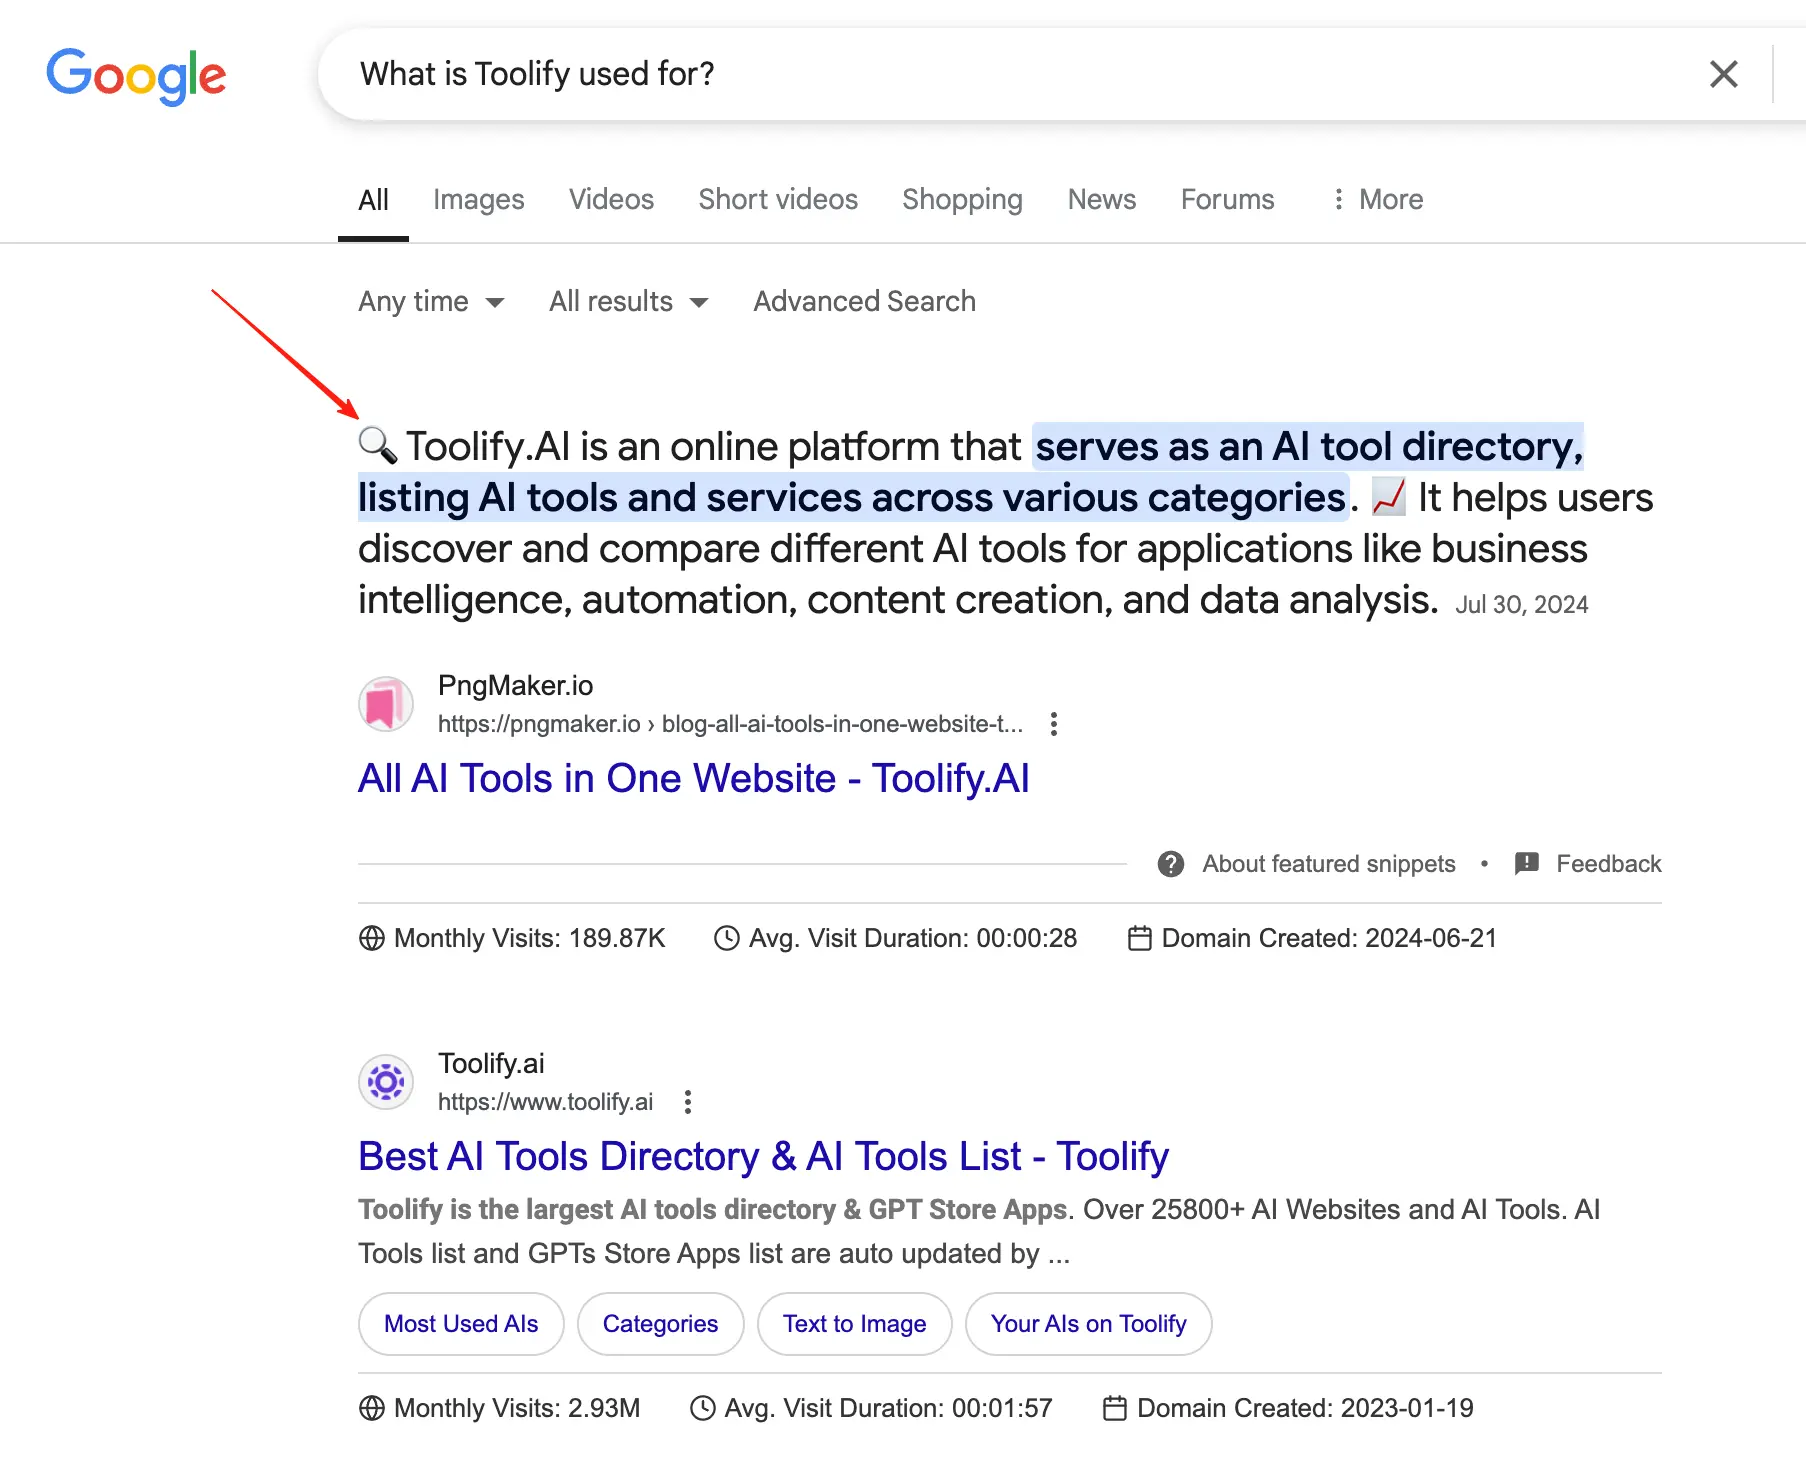 Google
What is Toolify used for?
All Images Videos Short videos Shopping News Forums More
Any time All results Advanced Search
🔍 Toolify.AI is an online platform that serves as an AI tool directory,
listing AI tools and services across various categories. 📈 It helps users
discover and compare different AI tools for applications like business
intelligence, automation, content creation, and data analysis. Jul 30, 2024
PngMaker.io
https://pngmaker.io › blog-all-ai-tools-in-one-website-t...
All AI Tools in One Website - Toolify.AI
About featured snippets • Feedback
Monthly Visits: 189.87K Avg. Visit Duration: 00:00:28 Domain Created: 2024-06-21
Toolify.ai
https://www.toolify.ai
Best AI Tools Directory & AI Tools List - Toolify
Toolify is the largest AI tools directory & GPT Store Apps. Over 25800+ AI Websites and AI Tools. AI
Tools list and GPTs Store Apps list are auto updated by ...
Most Used AIs Categories Text to Image Your AIs on Toolify
Monthly Visits: 2.93M Avg. Visit Duration: 00:01:57 Domain Created: 2023-01-19